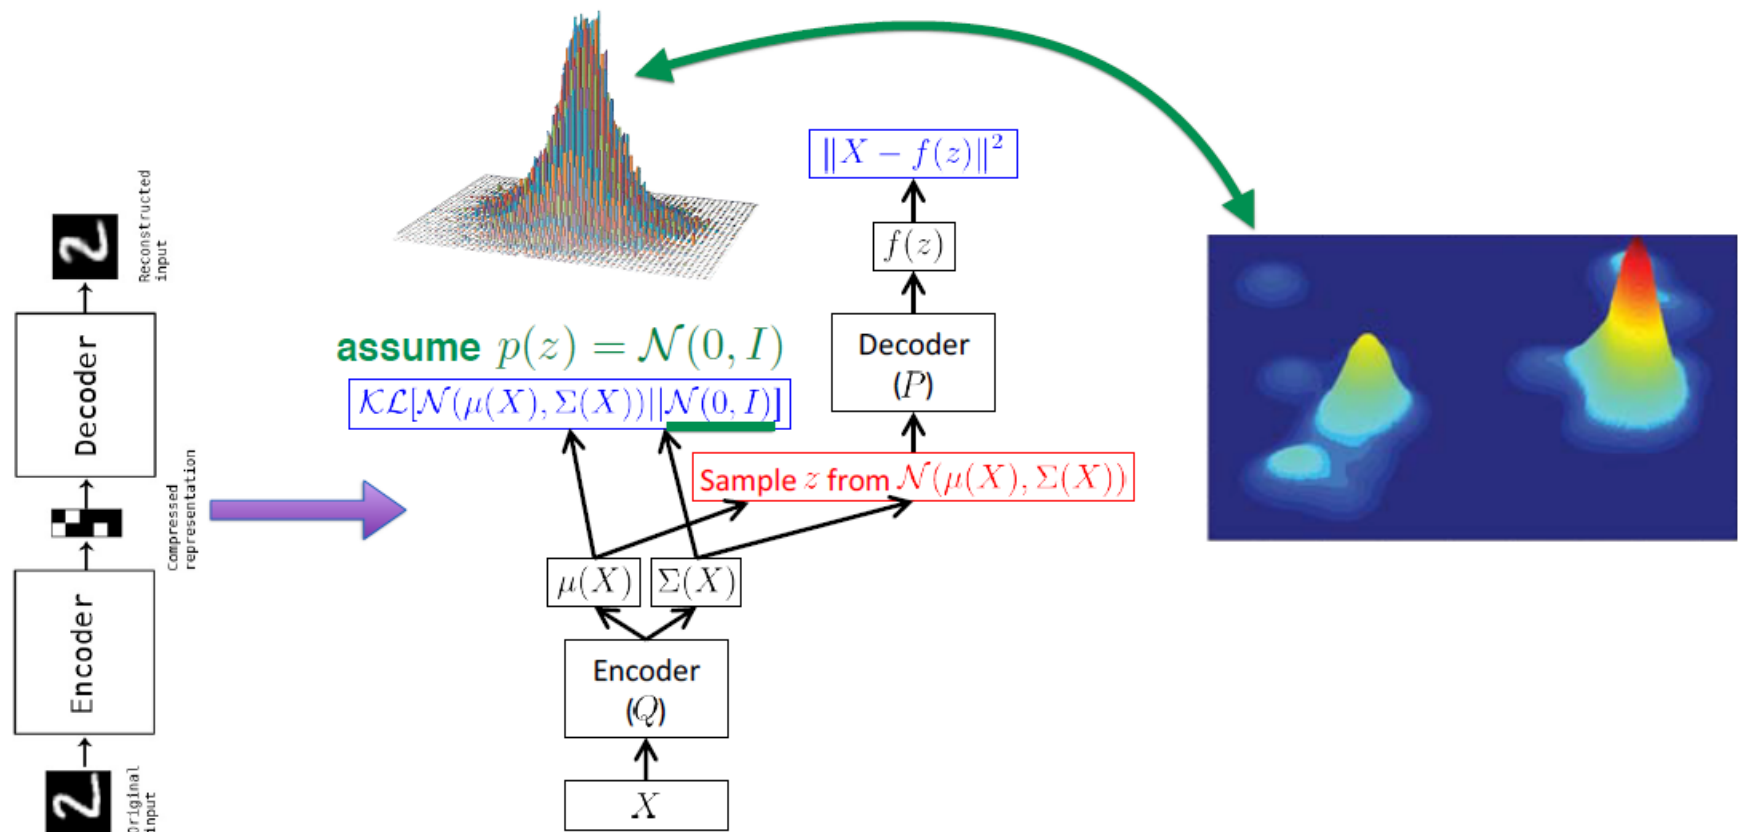 Reconstructed
input
Decoder
Compressed
representation
Encoder
Original
input
assume p(z) = 𝒩(0, I)
𝒦ℒ[𝒩(μ(X), Σ(X))||𝒩(0, I)]
‖X − f(z)‖²
f(z)
Decoder
(P)
Sample z from 𝒩(μ(X), Σ(X))
μ(X)
Σ(X)
Encoder
(Q)
X